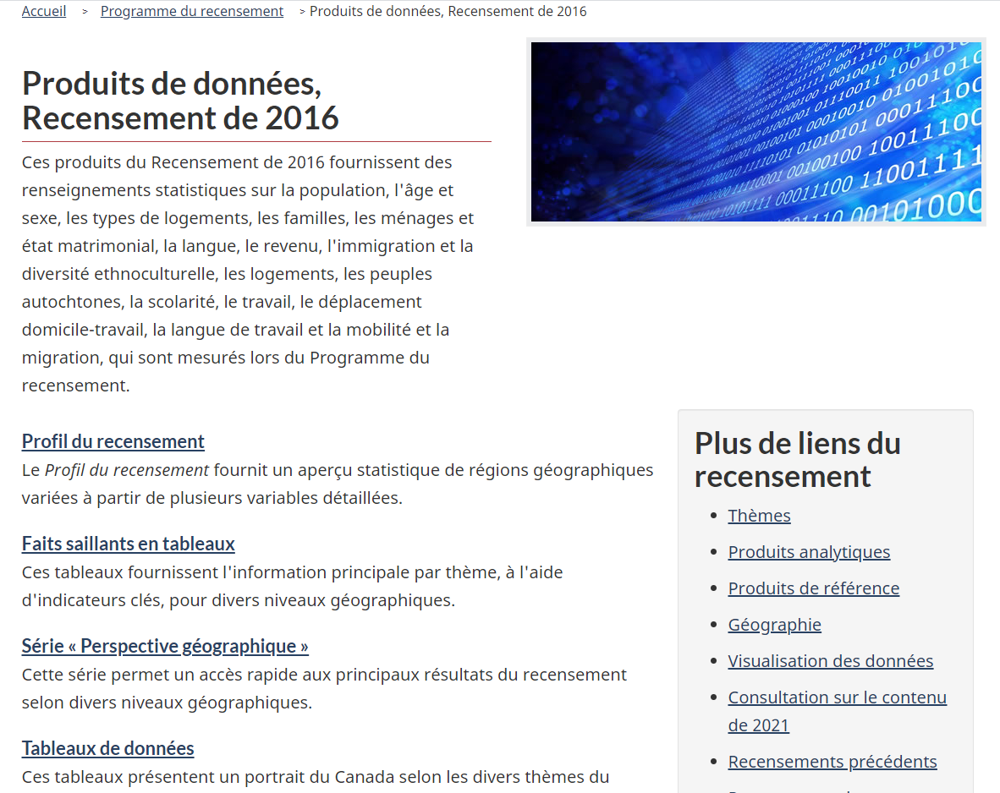 Accueil > Programme du recensement > Produits de données, Recensement de 2016
Produits de données,
Recensement de 2016
Ces produits du Recensement de 2016 fournissent des
renseignements statistiques sur la population, l'âge et
sexe, les types de logements, les familles, les ménages et
état matrimonial, la langue, le revenu, l'immigration et la
diversité ethnoculturelle, les logements, les peuples
autochtones, la scolarité, le travail, le déplacement
domicile-travail, la langue de travail et la mobilité et la
migration, qui sont mesurés lors du Programme du
recensement.
Profil du recensement
Le Profil du recensement fournit un aperçu statistique de régions géographiques
variées à partir de plusieurs variables détaillées.
Faits saillants en tableaux
Ces tableaux fournissent l'information principale par thème, à l'aide
d'indicateurs clés, pour divers niveaux géographiques.
Série « Perspective géographique »
Cette série permet un accès rapide aux principaux résultats du recensement
selon divers niveaux géographiques.
Tableaux de données
Ces tableaux présentent un portrait du Canada selon les divers thèmes du
Plus de liens du
recensement
Thèmes
Produits analytiques
Produits de référence
Géographie
Visualisation des données
Consultation sur le contenu
de 2021
Recensements précédents